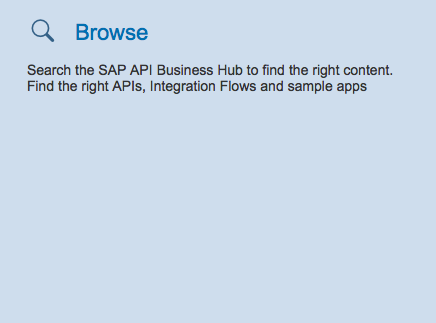 Browse
Search the SAP API Business Hub to find the right content.
Find the right APIs, Integration Flows and sample apps